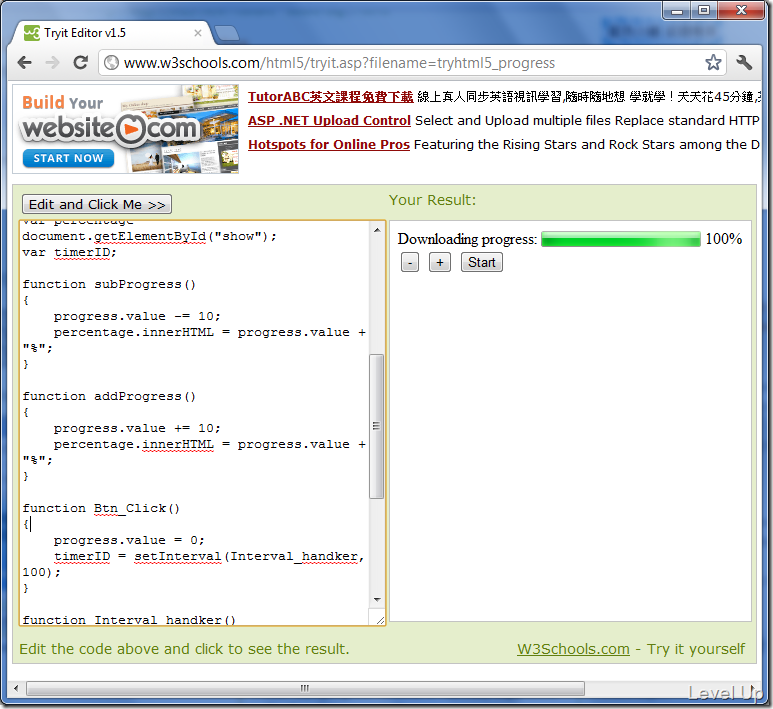 Tryit Editor v1.5
www.w3schools.com/html5/tryit.asp?filename=tryhtml5_progress
Build Your
website.com
START NOW
TutorABC英文課程免費下載 線上真人同步英語視訊學習,隨時隨地想 學就學！天天花45分鐘,
ASP .NET Upload Control Select and Upload multiple files Replace standard HTTP
Hotspots for Online Pros Featuring the Rising Stars and Rock Stars among the D
Edit and Click Me >>
Your Result:
var percentage
document.getElementById("show");
var timerID;
function subProgress()
{
progress.value -= 10;
percentage.innerHTML = progress.value +
"%";
}
function addProgress()
{
progress.value += 10;
percentage.innerHTML = progress.value +
"%";
}
function Btn_Click()
{
progress.value = 0;
timerID = setInterval(Interval_handker,
100);
}
function Interval_handker()
Downloading progress: 100%
- + Start
Edit the code above and click to see the result.
W3Schools.com - Try it yourself
Level Up